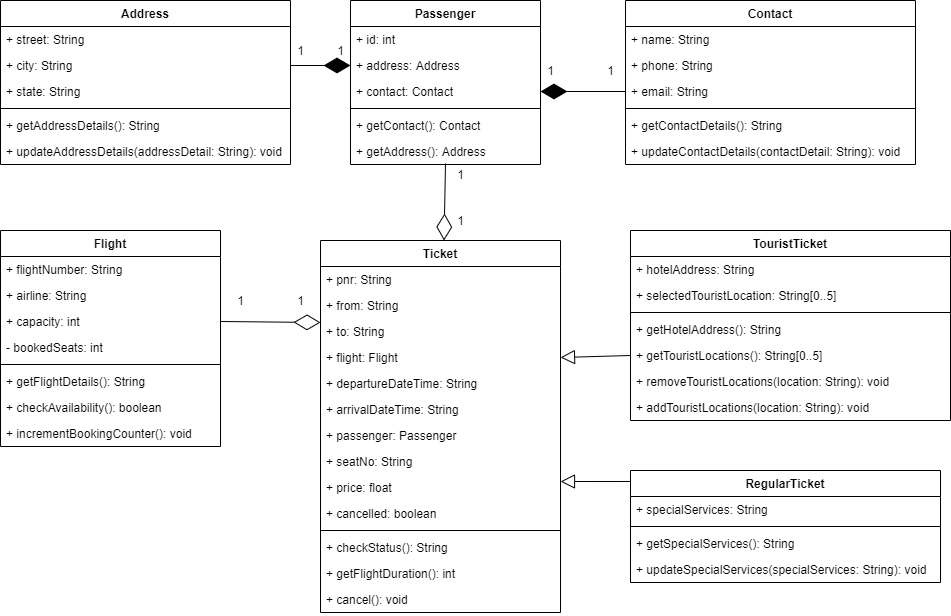 Address
+ street: String
+ city: String
+ state: String
+ getAddressDetails(): String
+ updateAddressDetails(addressDetail: String): void
1
1
Passenger
+ id: int
+ address: Address
+ contact: Contact
+ getContact(): Contact
+ getAddress(): Address
1
1
Contact
+ name: String
+ phone: String
+ email: String
+ getContactDetails(): String
+ updateContactDetails(contactDetail: String): void
1
1
Flight
+ flightNumber: String
+ airline: String
+ capacity: int
- bookedSeats: int
+ getFlightDetails(): String
+ checkAvailability(): boolean
+ incrementBookingCounter(): void
1
1
Ticket
+ pnr: String
+ from: String
+ to: String
+ flight: Flight
+ departureDateTime: String
+ arrivalDateTime: String
+ passenger: Passenger
+ seatNo: String
+ price: float
+ cancelled: boolean
+ checkStatus(): String
+ getFlightDuration(): int
+ cancel(): void
TouristTicket
+ hotelAddress: String
+ selectedTouristLocation: String[0..5]
+ getHotelAddress(): String
+ getTouristLocations(): String[0..5]
+ removeTouristLocations(location: String): void
+ addTouristLocations(location: String): void
RegularTicket
+ specialServices: String
+ getSpecialServices(): String
+ updateSpecialServices(specialServices: String): void